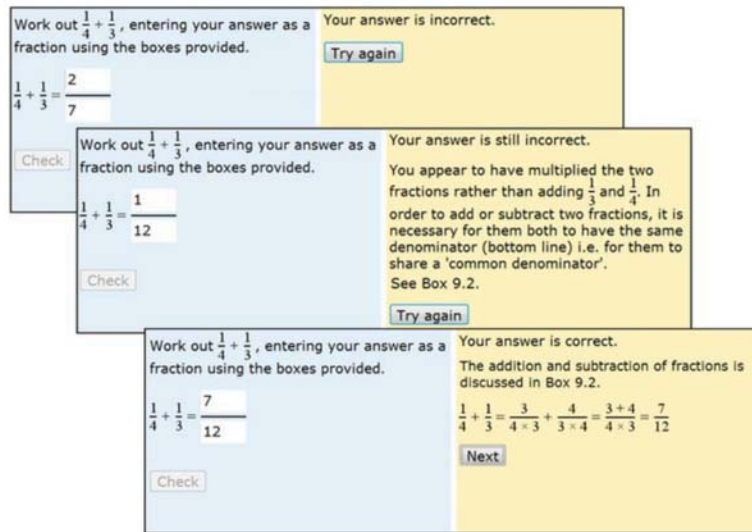 Work out 1/4 + 1/3, entering your answer as a
fraction using the boxes provided.
1/4 + 1/3 = 2/7
Check
Your answer is incorrect.
Try again
Work out 1/4 + 1/3, entering your answer as a
fraction using the boxes provided.
1/4 + 1/3 = 1/12
Check
Your answer is still incorrect.
You appear to have multiplied the two
fractions rather than adding 1/3 and 1/4. In
order to add or subtract two fractions, it is
necessary for them both to have the same
denominator (bottom line) i.e. for them to
share a 'common denominator'.
See Box 9.2.
Try again
Work out 1/4 + 1/3, entering your answer as a
fraction using the boxes provided.
1/4 + 1/3 = 7/12
Check
Your answer is correct.
The addition and subtraction of fractions is
discussed in Box 9.2.
1/4 + 1/3 = 3/(4 × 3) + 4/(3 × 4) = (3 + 4)/(4 × 3) = 7/12
Next